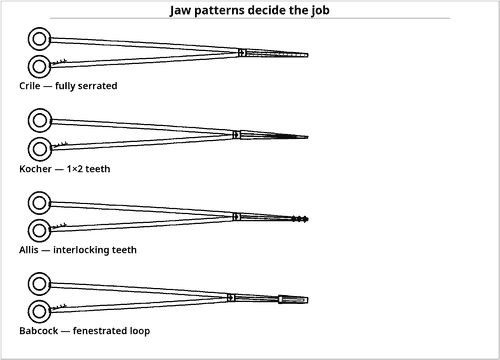 Jaw patterns decide the job
Crile — fully serrated
Kocher — 1×2 teeth
Allis — interlocking teeth
Babcock — fenestrated loop